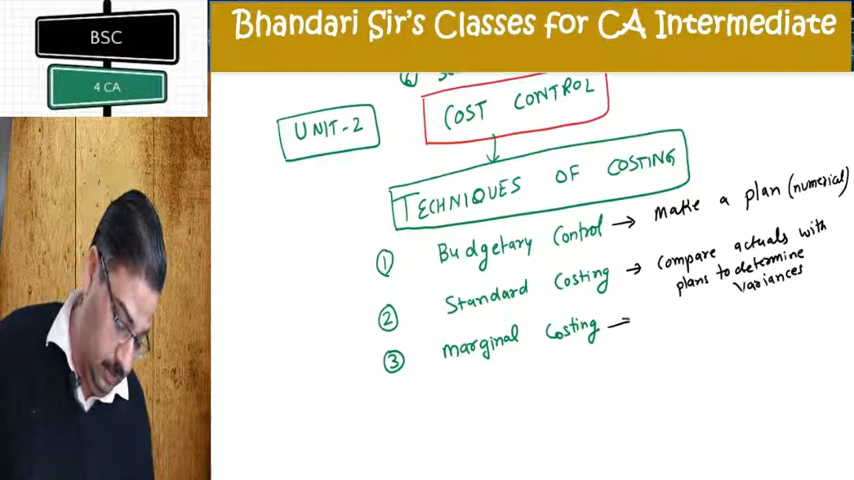 BSC
4 CA
Bhandari Sir's Classes for CA Intermediate
UNIT-2
COST CONTROL
TECHNIQUES OF COSTING
① Budgetary Control → Make a plan (numerical)
② Standard Costing → Compare actuals with
plans to determine
Variances
③ Marginal Costing